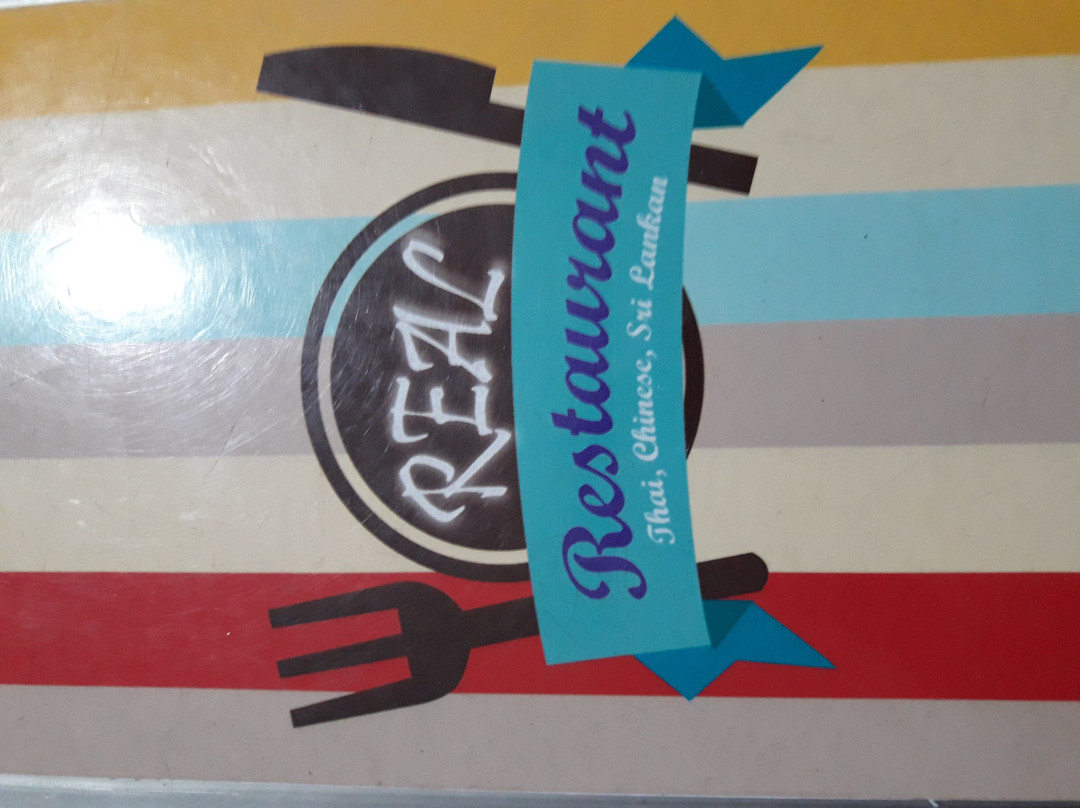 REAL
Restaurant
Thai, Chinese, Sri Lankan